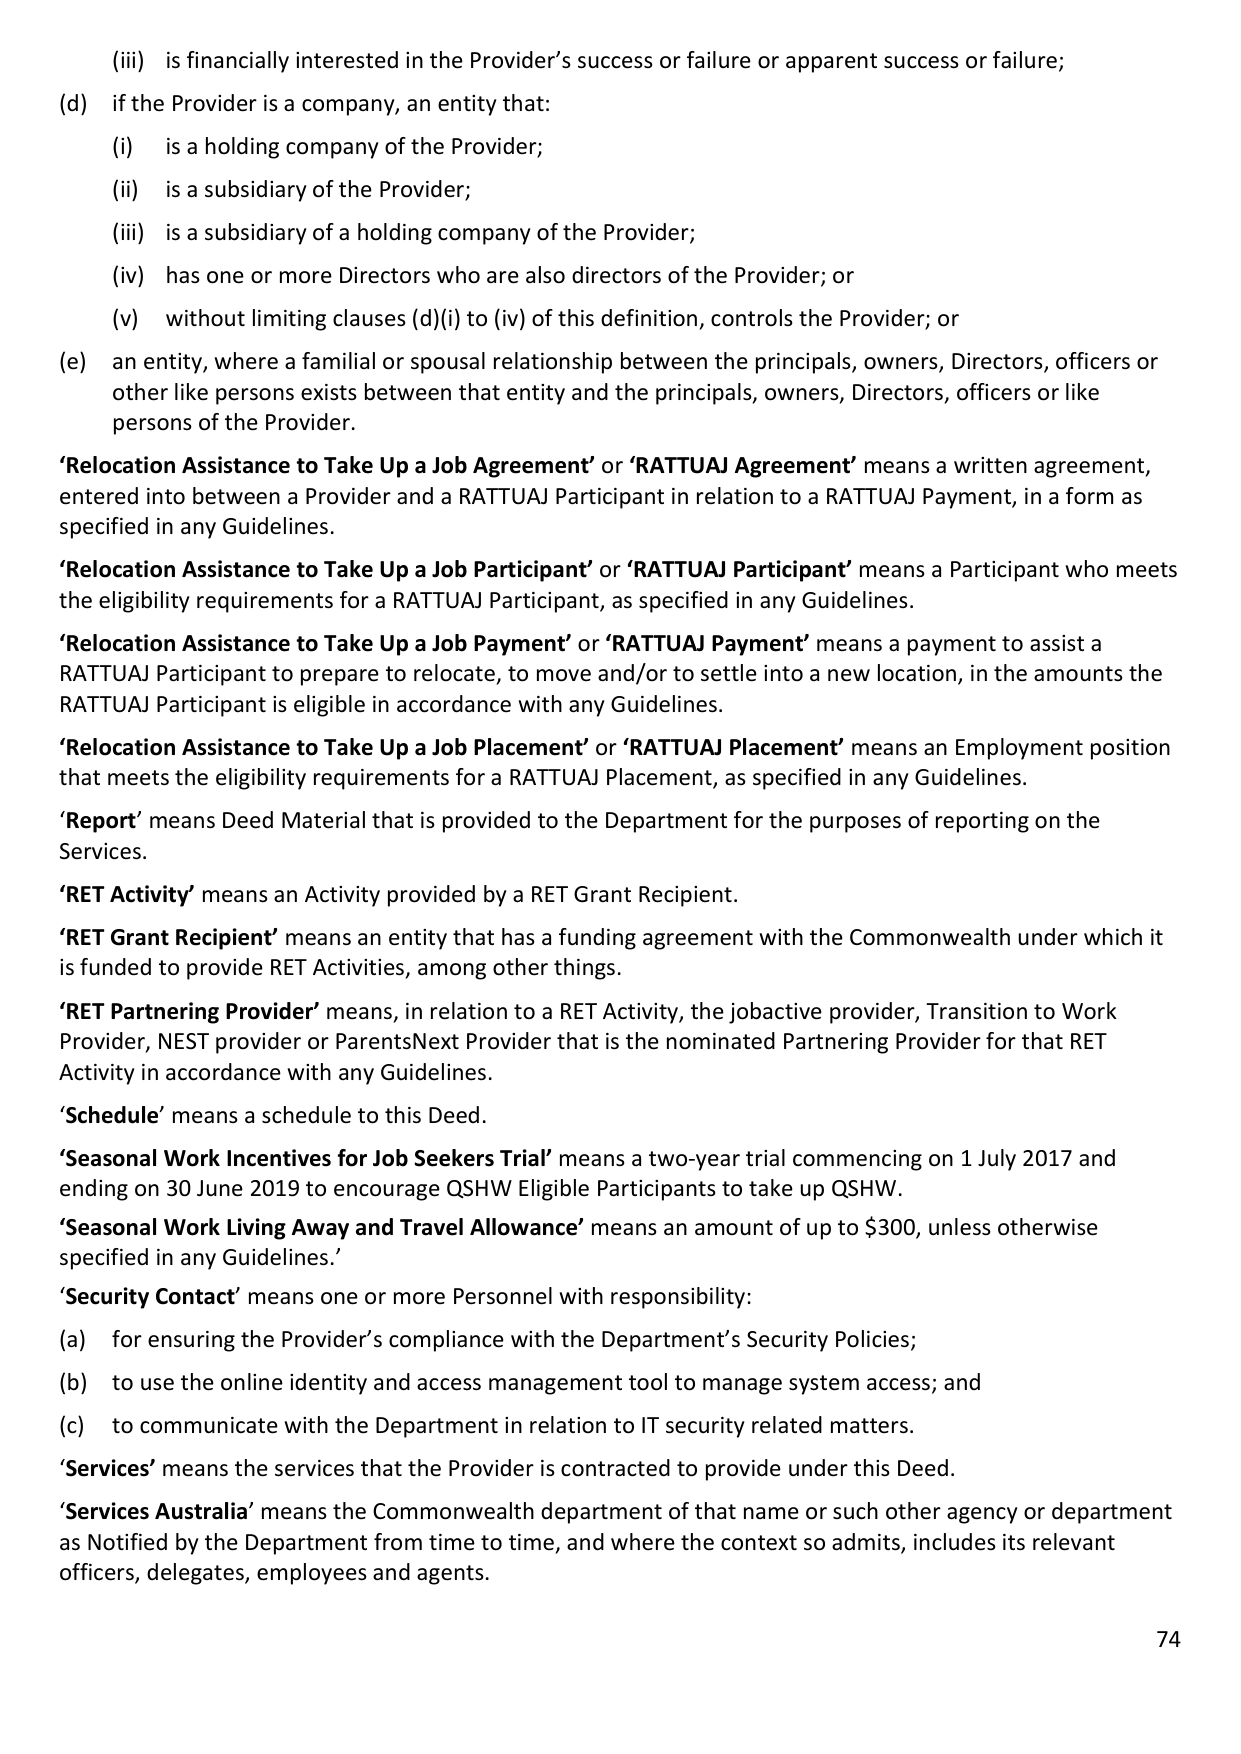 (iii) is financially interested in the Provider’s success or failure or apparent success or failure;
(d) if the Provider is a company, an entity that:
(i) is a holding company of the Provider;
(ii) is a subsidiary of the Provider;
(iii) is a subsidiary of a holding company of the Provider;
(iv) has one or more Directors who are also directors of the Provider; or
(v) without limiting clauses (d)(i) to (iv) of this definition, controls the Provider; or
(e) an entity, where a familial or spousal relationship between the principals, owners, Directors, officers or
other like persons exists between that entity and the principals, owners, Directors, officers or like
persons of the Provider.
‘Relocation Assistance to Take Up a Job Agreement’ or ‘RATTUAJ Agreement’ means a written agreement,
entered into between a Provider and a RATTUAJ Participant in relation to a RATTUAJ Payment, in a form as
specified in any Guidelines.
‘Relocation Assistance to Take Up a Job Participant’ or ‘RATTUAJ Participant’ means a Participant who meets
the eligibility requirements for a RATTUAJ Participant, as specified in any Guidelines.
‘Relocation Assistance to Take Up a Job Payment’ or ‘RATTUAJ Payment’ means a payment to assist a
RATTUAJ Participant to prepare to relocate, to move and/or to settle into a new location, in the amounts the
RATTUAJ Participant is eligible in accordance with any Guidelines.
‘Relocation Assistance to Take Up a Job Placement’ or ‘RATTUAJ Placement’ means an Employment position
that meets the eligibility requirements for a RATTUAJ Placement, as specified in any Guidelines.
‘Report’ means Deed Material that is provided to the Department for the purposes of reporting on the
Services.
‘RET Activity’ means an Activity provided by a RET Grant Recipient.
‘RET Grant Recipient’ means an entity that has a funding agreement with the Commonwealth under which it
is funded to provide RET Activities, among other things.
‘RET Partnering Provider’ means, in relation to a RET Activity, the jobactive provider, Transition to Work
Provider, NEST provider or ParentsNext Provider that is the nominated Partnering Provider for that RET
Activity in accordance with any Guidelines.
‘Schedule’ means a schedule to this Deed.
‘Seasonal Work Incentives for Job Seekers Trial’ means a two-year trial commencing on 1 July 2017 and
ending on 30 June 2019 to encourage QSHW Eligible Participants to take up QSHW.
‘Seasonal Work Living Away and Travel Allowance’ means an amount of up to $300, unless otherwise
specified in any Guidelines.’
‘Security Contact’ means one or more Personnel with responsibility:
(a) for ensuring the Provider’s compliance with the Department’s Security Policies;
(b) to use the online identity and access management tool to manage system access; and
(c) to communicate with the Department in relation to IT security related matters.
‘Services’ means the services that the Provider is contracted to provide under this Deed.
‘Services Australia’ means the Commonwealth department of that name or such other agency or department
as Notified by the Department from time to time, and where the context so admits, includes its relevant
officers, delegates, employees and agents.
74